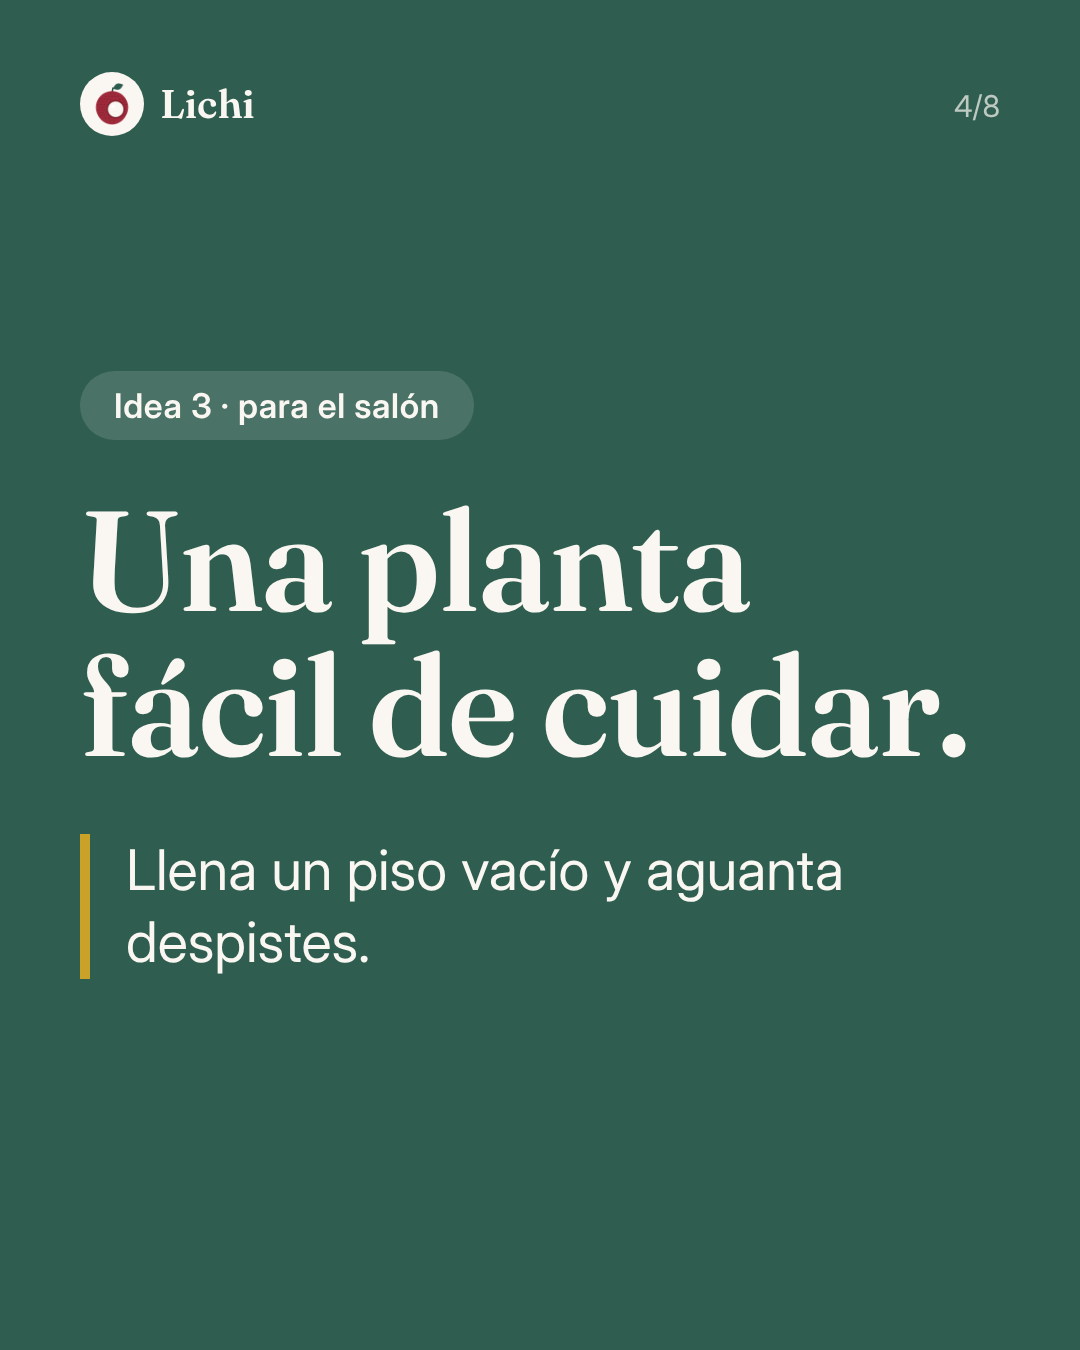 Lichi
4/8
Idea 3 · para el salón
Una planta
fácil de cuidar.
Llena un piso vacío y aguanta
despistes.